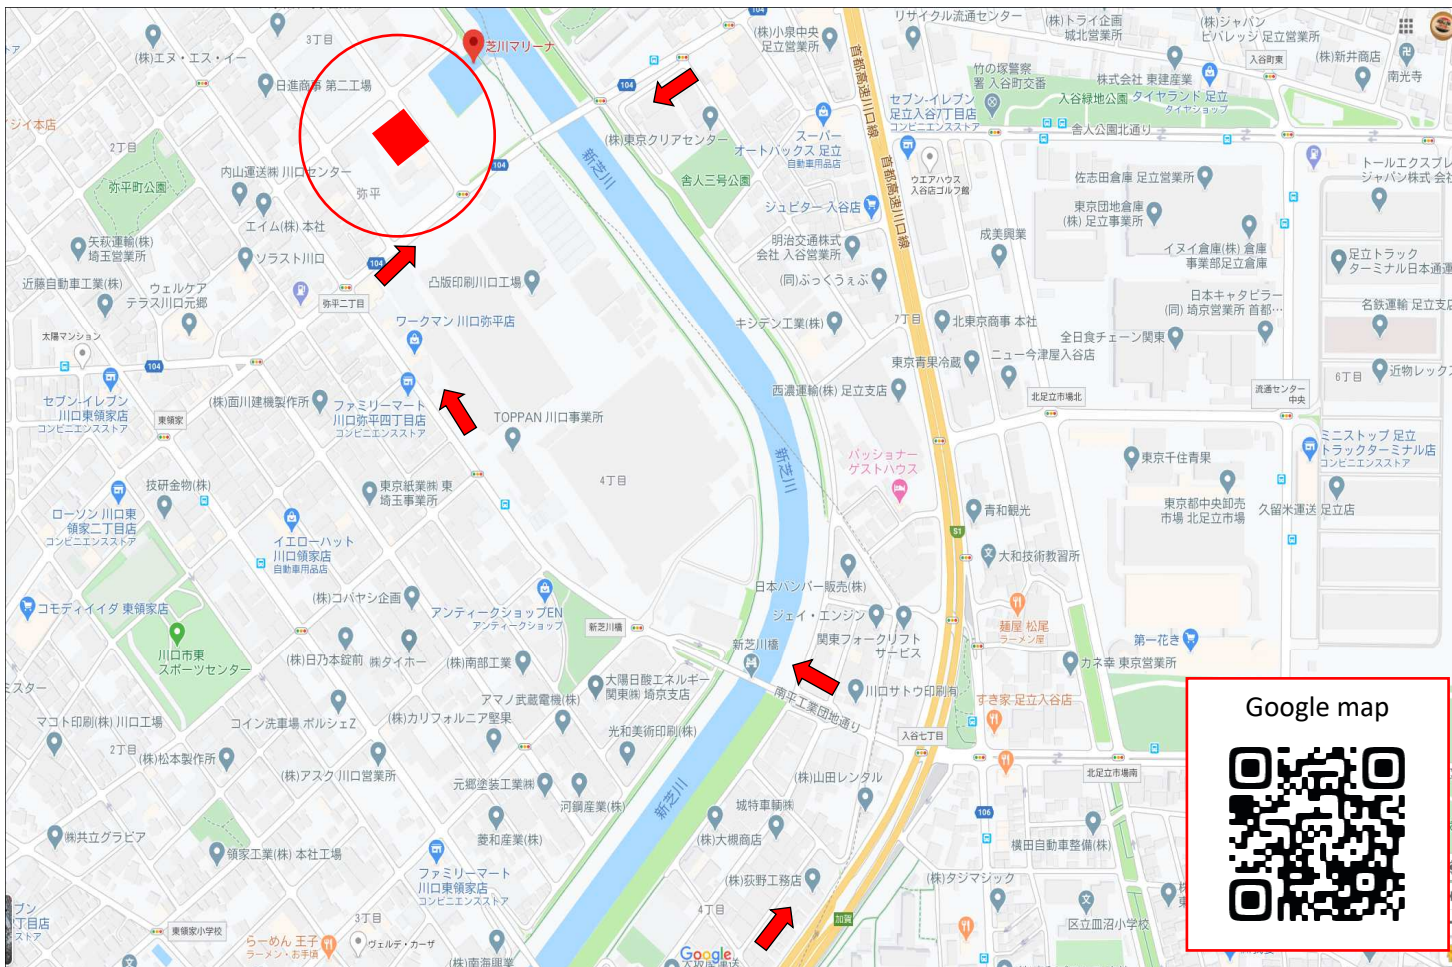 3丁目
(株)エヌ・エス・イー
芝川マリーナ
日進商事 第二工場
2丁目
弥平町公園
内山運送㈱ 川口センター
弥平
エイム(株) 本社
矢萩運輸(株)
埼玉営業所
ソラスト川口
近藤自動車工業(株)
ウェルケア
テラス川口元郷
104
弥平二丁目
凸版印刷川口工場
ワークマン 川口弥平店
太陽マンション
104
セブン-イレブン
川口東領家店
コンビニエンスストア
東領家
(株)面川建機製作所
ファミリーマート
川口弥平四丁目店
コンビニエンスストア
TOPPAN 川口事業所
4丁目
技研金物(株)
東京紙業㈱ 東
埼玉事業所
ローソン 川口東
領家二丁目店
コンビニエンスストア
イエローハット
川口領家店
自動車用品店
コモディイイダ 東領家店
(株)コバヤシ企画
アンティークショップEN
アンティークショップ
新芝川橋
川口市東
スポーツセンター
(株)日乃本錠前
㈱タイホー
(株)南部工業
大陽日酸エネルギー
関東㈱ 埼京支店
アマノ武蔵電機(株)
マコト印刷(株) 川口工場
コイン洗車場 ポルシェZ
(株)カリフォルニア堅果
光和美術印刷(株)
2丁目
(株)松本製作所
(株)アスク 川口営業所
元郷塗装工業㈱
河鋼産業(株)
㈱共立グラビア
領家工業(株) 本社工場
菱和産業(株)
ファミリーマート
川口東領家店
コンビニエンスストア
東領家小学校
3丁目
らーめん 王子
ラーメン・お手頃
ヴェルデ・カーザ
(株)南海興業
104
(株)小泉中央
足立営業所
104
(株)東京クリアセンター
104
新芝川
舎人三号公園
スーパー
オートバックス 足立
自動車用品店
首都高速川口線
首都高速川口線
ジュピター 入谷店
明治交通株式
会社 入谷営業所
(同)ぶっくうぇぶ
キシデン工業(株)
7丁目
西濃運輸(株) 足立支店
新芝川
パッショナー
ゲストハウス
日本バンパー販売(株)
ジェイ・エンジン
関東フォークリフト
サービス
新芝川橋
川口サトウ印刷㈲
南平工業団地通り
入谷七丁目
新芝川
(株)山田レンタル
城特車輌㈱
(株)大槻商店
(株)荻野工務店
4丁目
Google
加賀
リサイクル流通センター
(株)トライ企画
城北営業所
(株)ジャパン
ビバレッジ 足立営業所
入谷町東
(株)新井商店
南光寺
竹の塚警察
署 入谷町交番
株式会社 東建産業
セブン-イレブン
足立入谷7丁目店
コンビニエンスストア
入谷緑地公園
タイヤランド 足立
タイヤショップ
舎人公園北通り
ウエアハウス
入谷店ゴルフ館
佐志田倉庫 足立営業所
東京団地倉庫
(株) 足立事業所
成美興業
イヌイ倉庫(株) 倉庫
事業部足立倉庫
足立トラック
日本キャタピラー
(同) 埼京営業所 首都…
北東京商事 本社
全日食チェーン関東
東京青果冷蔵
ニュー今津屋入谷店
6丁目
北足立市場北
流通センター
中央
ミニストップ 足立
トラックターミナル店
コンビニエンスストア
東京千住青果
東京都中央卸売
市場 北足立市場
久留米運送 足立店
青和観光
S1
大和技術教習所
麺屋 松尾
ラーメン屋
第一花き
カネ幸 東京営業所
すき家 足立入谷店
北足立市場南
106
横田自動車整備(株)
(株)タジマジック
区立皿沼小学校
Google map